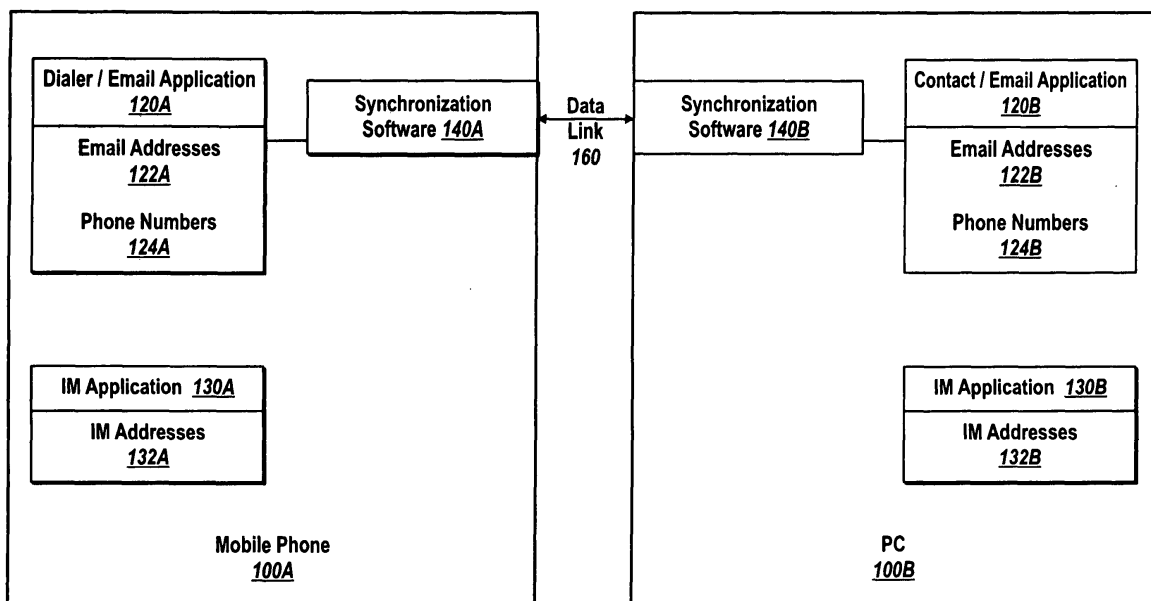 Dialer / Email Application
120A
Email Addresses
122A
Phone Numbers
124A
Synchronization
Software 140A
Data
Link
160
Synchronization
Software 140B
Contact / Email Application
120B
Email Addresses
122B
Phone Numbers
124B
IM Application 130A
IM Addresses
132A
IM Application 130B
IM Addresses
132B
Mobile Phone
100A
PC
100B